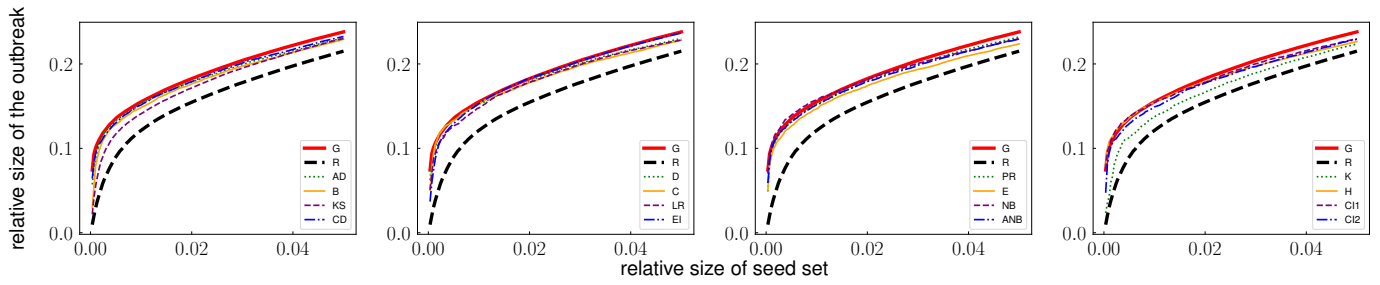 relative size of the outbreak
0.2
0.1
0.0
0.00
0.02
0.04
G
R
AD
B
KS
CD
0.2
0.1
0.0
0.00
0.02
0.04
G
R
D
C
LR
EI
0.2
0.1
0.0
0.00
0.02
0.04
G
R
PR
E
NB
ANB
0.2
0.1
0.0
0.00
0.02
0.04
G
R
K
H
CI1
CI2
relative size of seed set